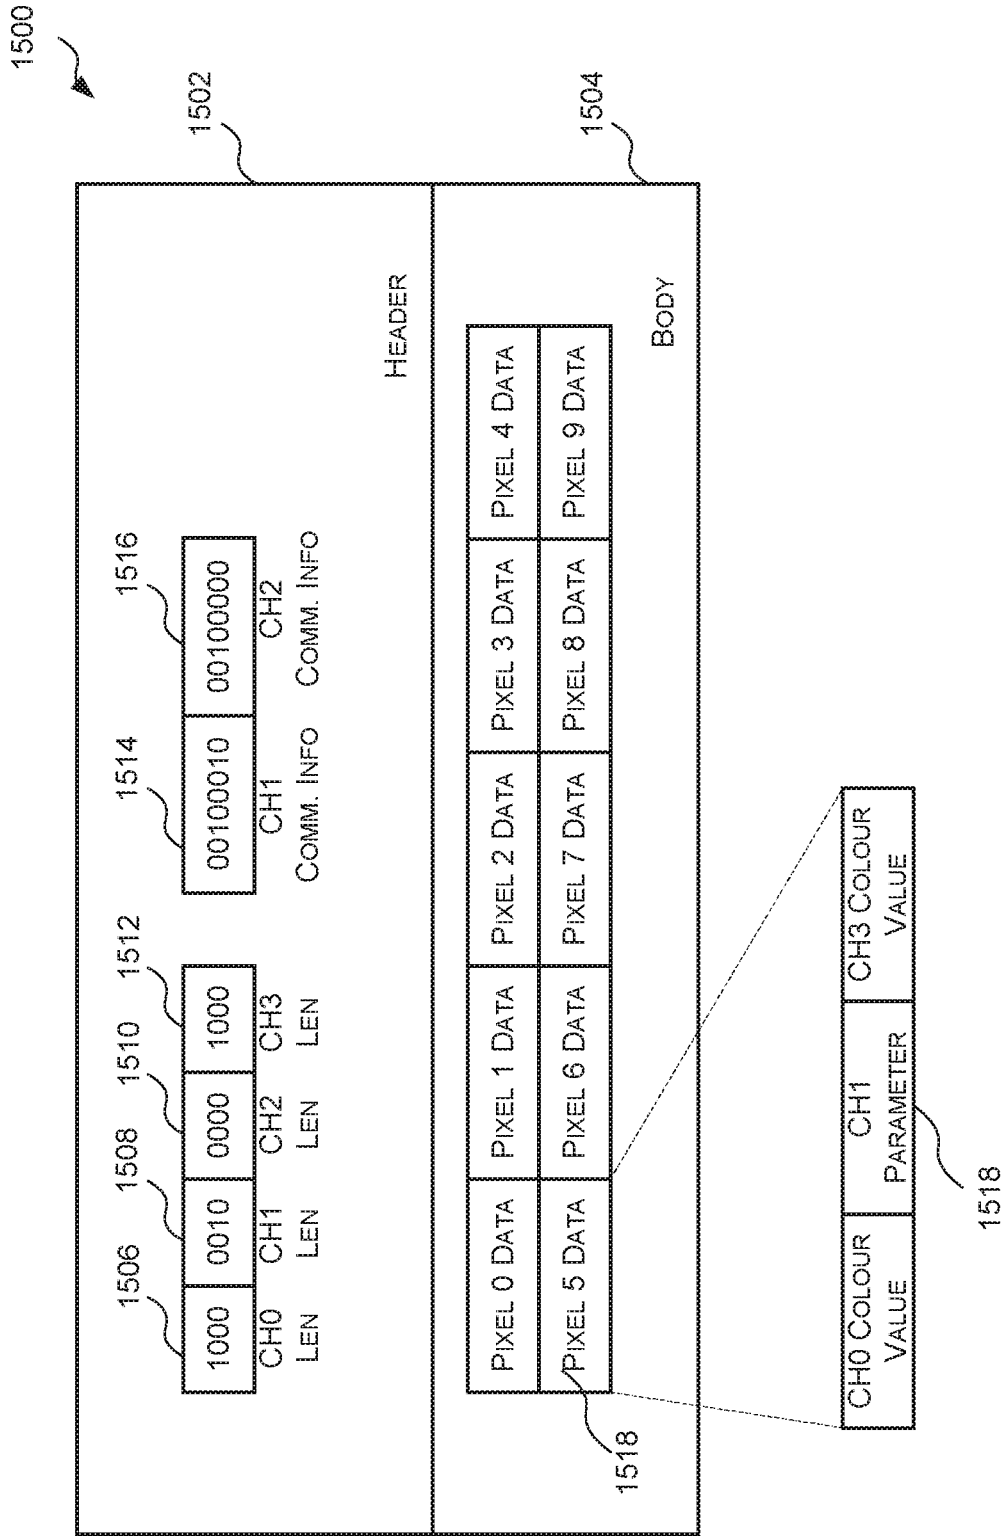 1500
1502
1506
1508
1510
1512
1514
1516
1000
0010
0000
1000
00100010
00100000
CH0
LEN
CH1
LEN
CH2
LEN
CH3
LEN
CH1
COMM. INFO
CH2
COMM. INFO
HEADER
1504
PIXEL 0 DATA
PIXEL 1 DATA
PIXEL 2 DATA
PIXEL 3 DATA
PIXEL 4 DATA
PIXEL 5 DATA
PIXEL 6 DATA
PIXEL 7 DATA
PIXEL 8 DATA
PIXEL 9 DATA
BODY
1518
CH0 COLOUR
VALUE
CH1
PARAMETER
CH3 COLOUR
VALUE
1518